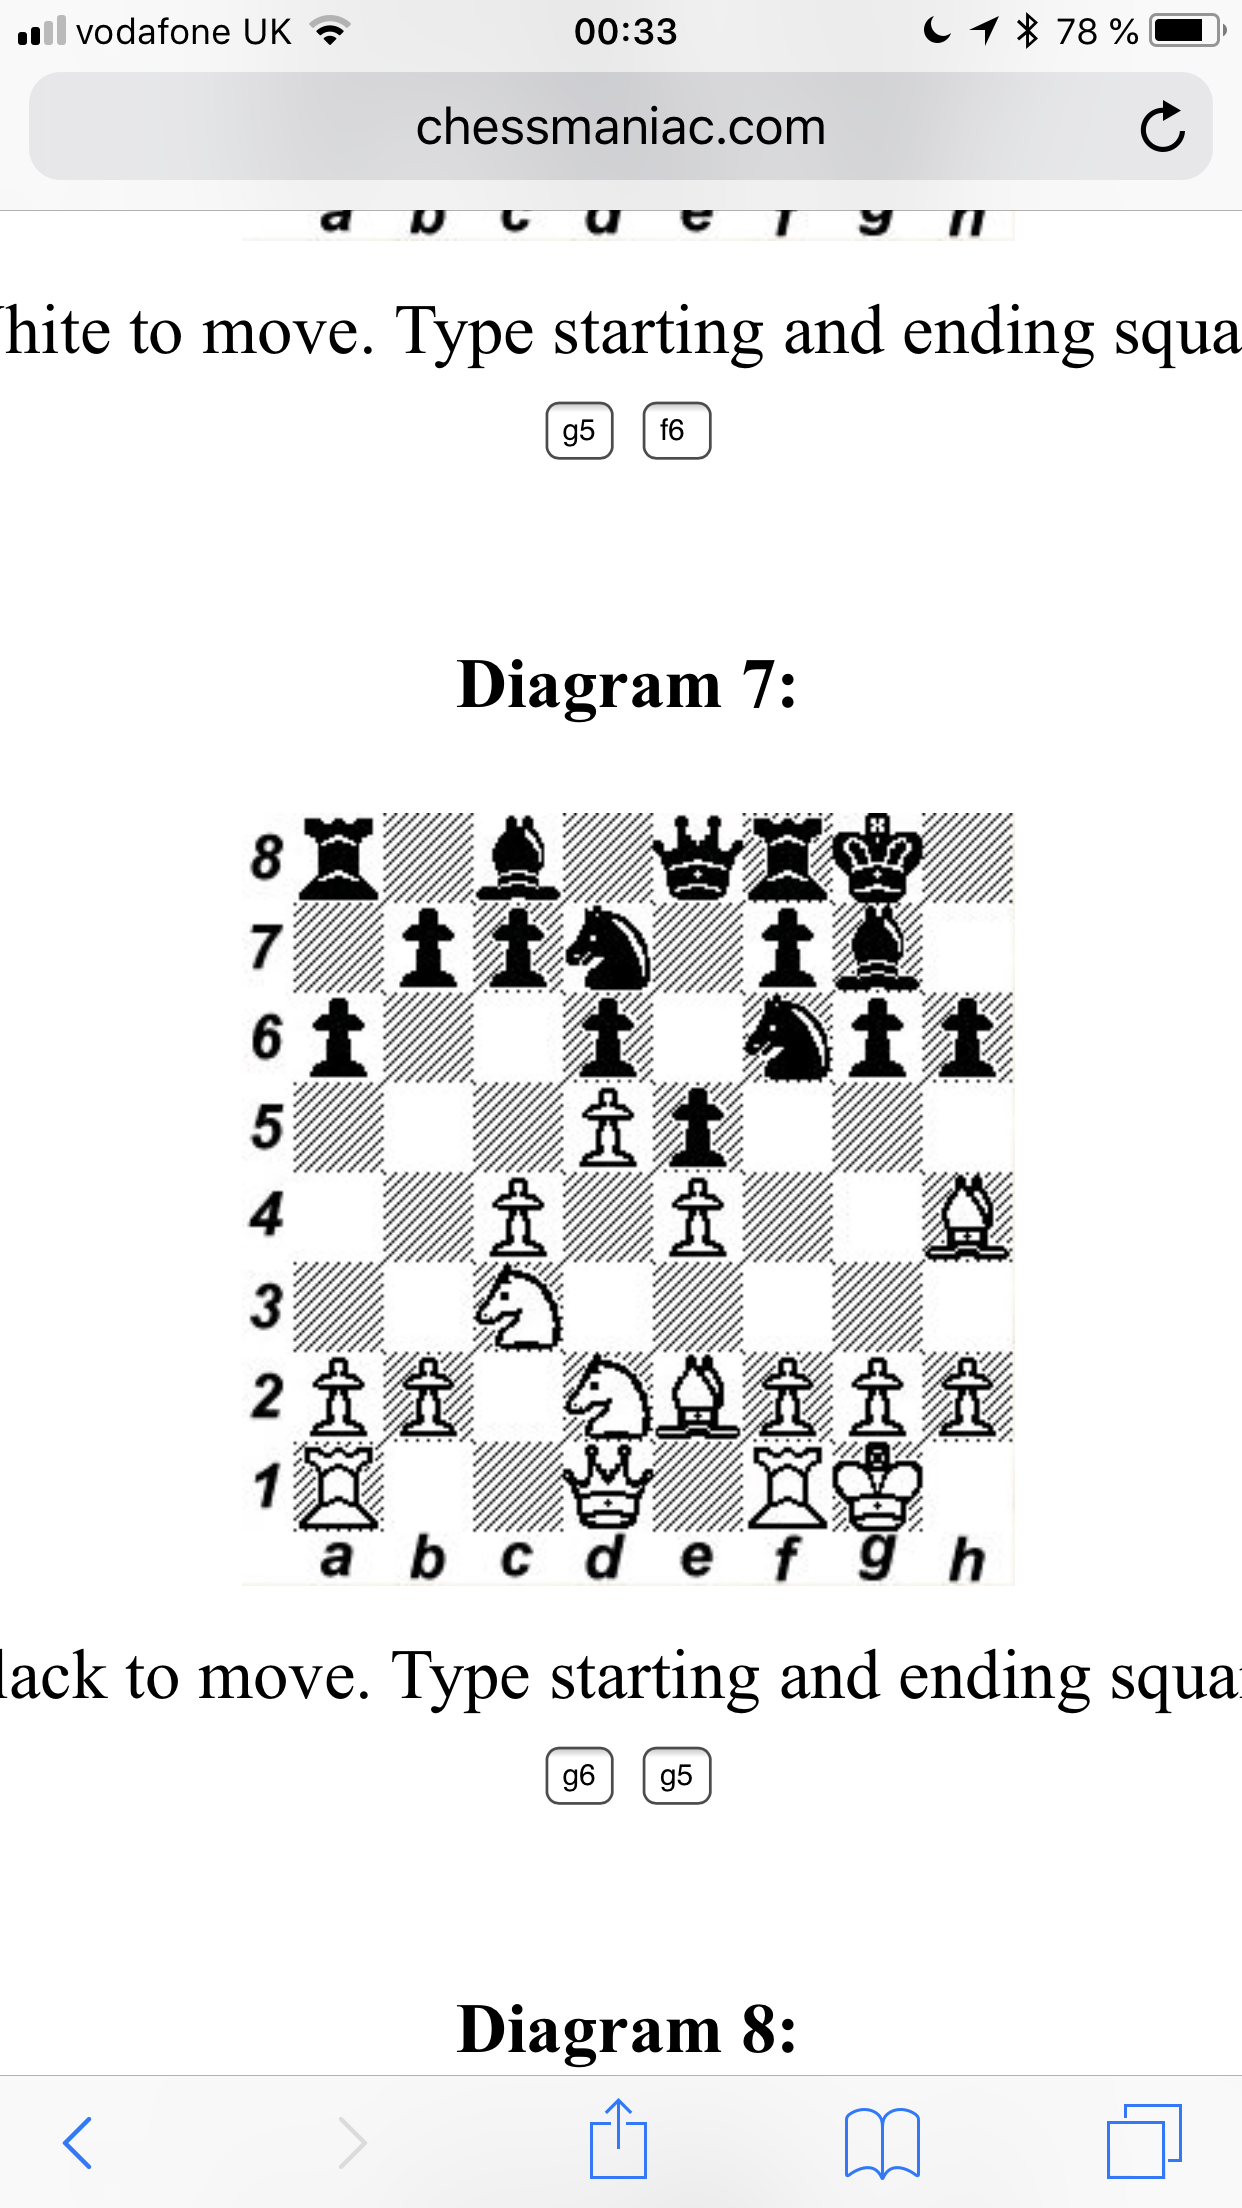 vodafone UK 00:33 78 %
chessmaniac.com
a b c d e f g h
hite to move. Type starting and ending squa
g5 f6
Diagram 7:
8
7
6
5
4
3
2
1
a b c d e f g h
lack to move. Type starting and ending squa
g6 g5
Diagram 8: